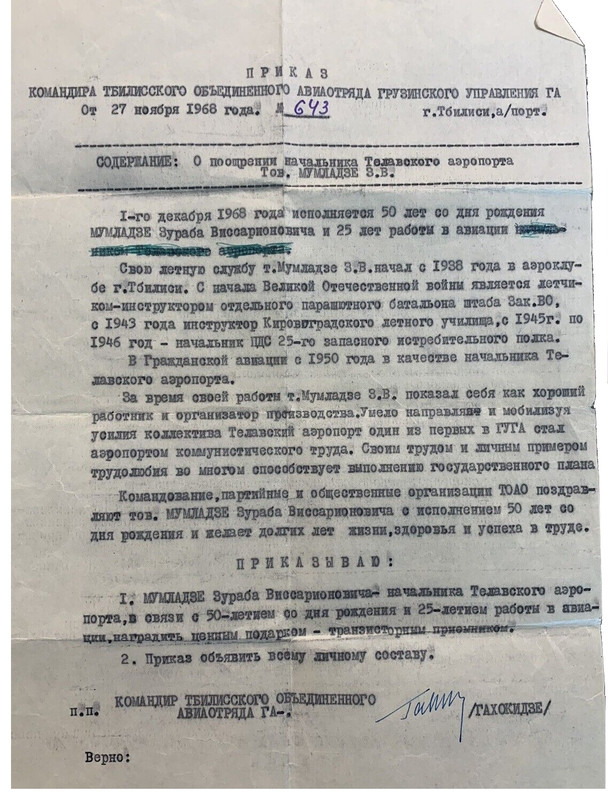 ПРИКАЗ
КОМАНДИРА ТБИЛИССКОГО ОБЪЕДИНЕННОГО АВИАОТРЯДА ГРУЗИНСКОГО УПРАВЛЕНИЯ ГА
От 27 ноября 1968 года. № 643 г.Тбилиси,а/порт.
СОДЕРЖАНИЕ: О поощрении начальника Телавского аэропорта
Тов. МУМЛАДЗЕ З.В.
I-го декабря 1968 года исполняется 50 лет со дня рождения
МУМЛАДЗЕ Зураба Виссарионовича и 25 лет работы в авиации началь-
ником Телавского аэропорта.
Свою летную службу т.Мумладзе З.В.начал с 1938 года в аэроклу-
бе г.Тбилиси. С начала Великой Отечественной войны является летчи-
ком-инструктором отдельного парашютного батальона штаба Зак.ВО,
с 1943 года инструктор Кировоградского летного училища,с 1945г. по
1946 год - начальник ПДС 25-го запасного истребительного полка.
В Гражданской авиации с 1950 года в качестве начальника Те-
лавского аэропорта.
За время своей работы т.Мумладзе З.В. показал себя как хороший
работник и организатор производства.Умело направляя и мобилизуя
усилия коллектива Телавский аэропорт один из первых в ГУГА стал
аэропортом коммунистического труда. Своим трудом и личным примером
трудолюбия во многом способствует выполнению государственного плана
Командование,партийные и общественные организации ТОАО поздрав-
ляют тов. МУМЛАДЗЕ Зураба Виссарионовича с исполнением 50 лет со
дня рождения и желает долгих лет жизни,здоровья и успеха в труде.
ПРИКАЗЫВАЮ:
I. МУМЛАДЗЕ Зураба Виссарионовича- начальника Телавского аэро-
порта,в связи с 50-летием со дня рождения и 25-летием работы в авиа-
ции,наградить ценным подарком - транзисторным приемником.
2. Приказ объявить всему личному составу.
п.п. КОМАНДИР ТБИЛИССКОГО ОБЪЕДИНЕННОГО
АВИАОТРЯДА ГА-. /ГАХОКИДЗЕ/
Верно: